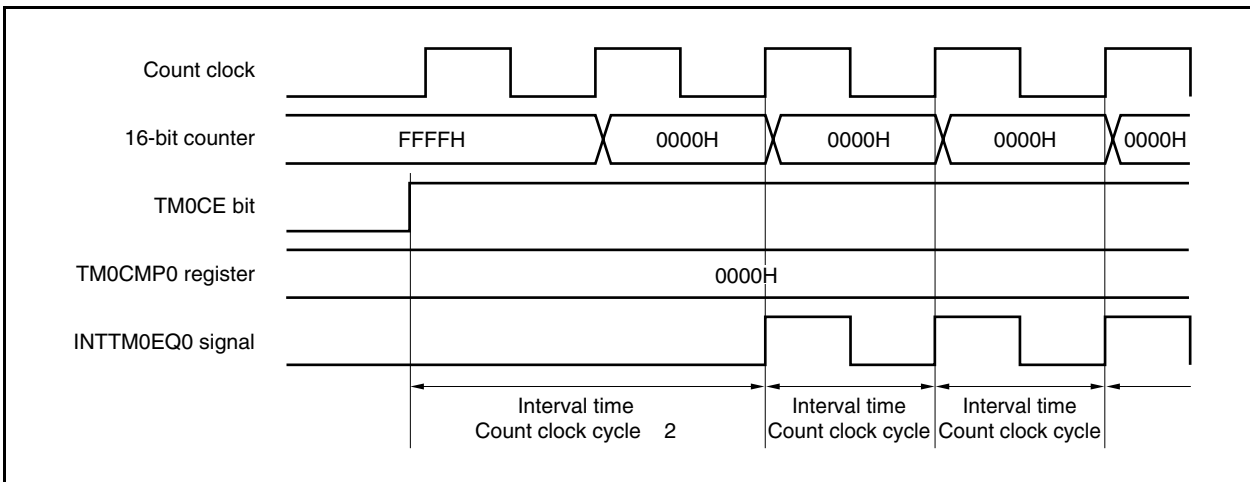 Count clock
16-bit counter
FFFFH
0000H
0000H
0000H
0000H
TM0CE bit
TM0CMP0 register
0000H
INTTM0EQ0 signal
Interval time
Count clock cycle 2
Interval time
Count clock cycle
Interval time
Count clock cycle